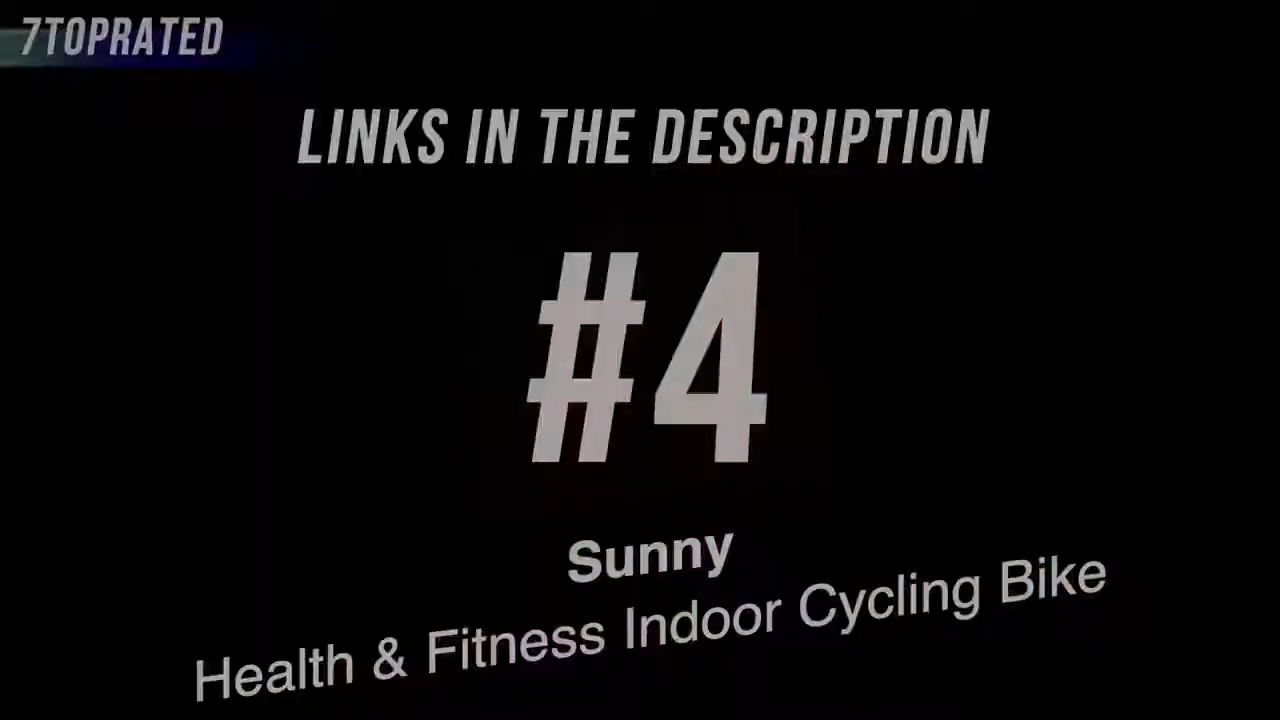 7TOPRATED
LINKS IN THE DESCRIPTION
#4
Sunny
Health & Fitness Indoor Cycling Bike